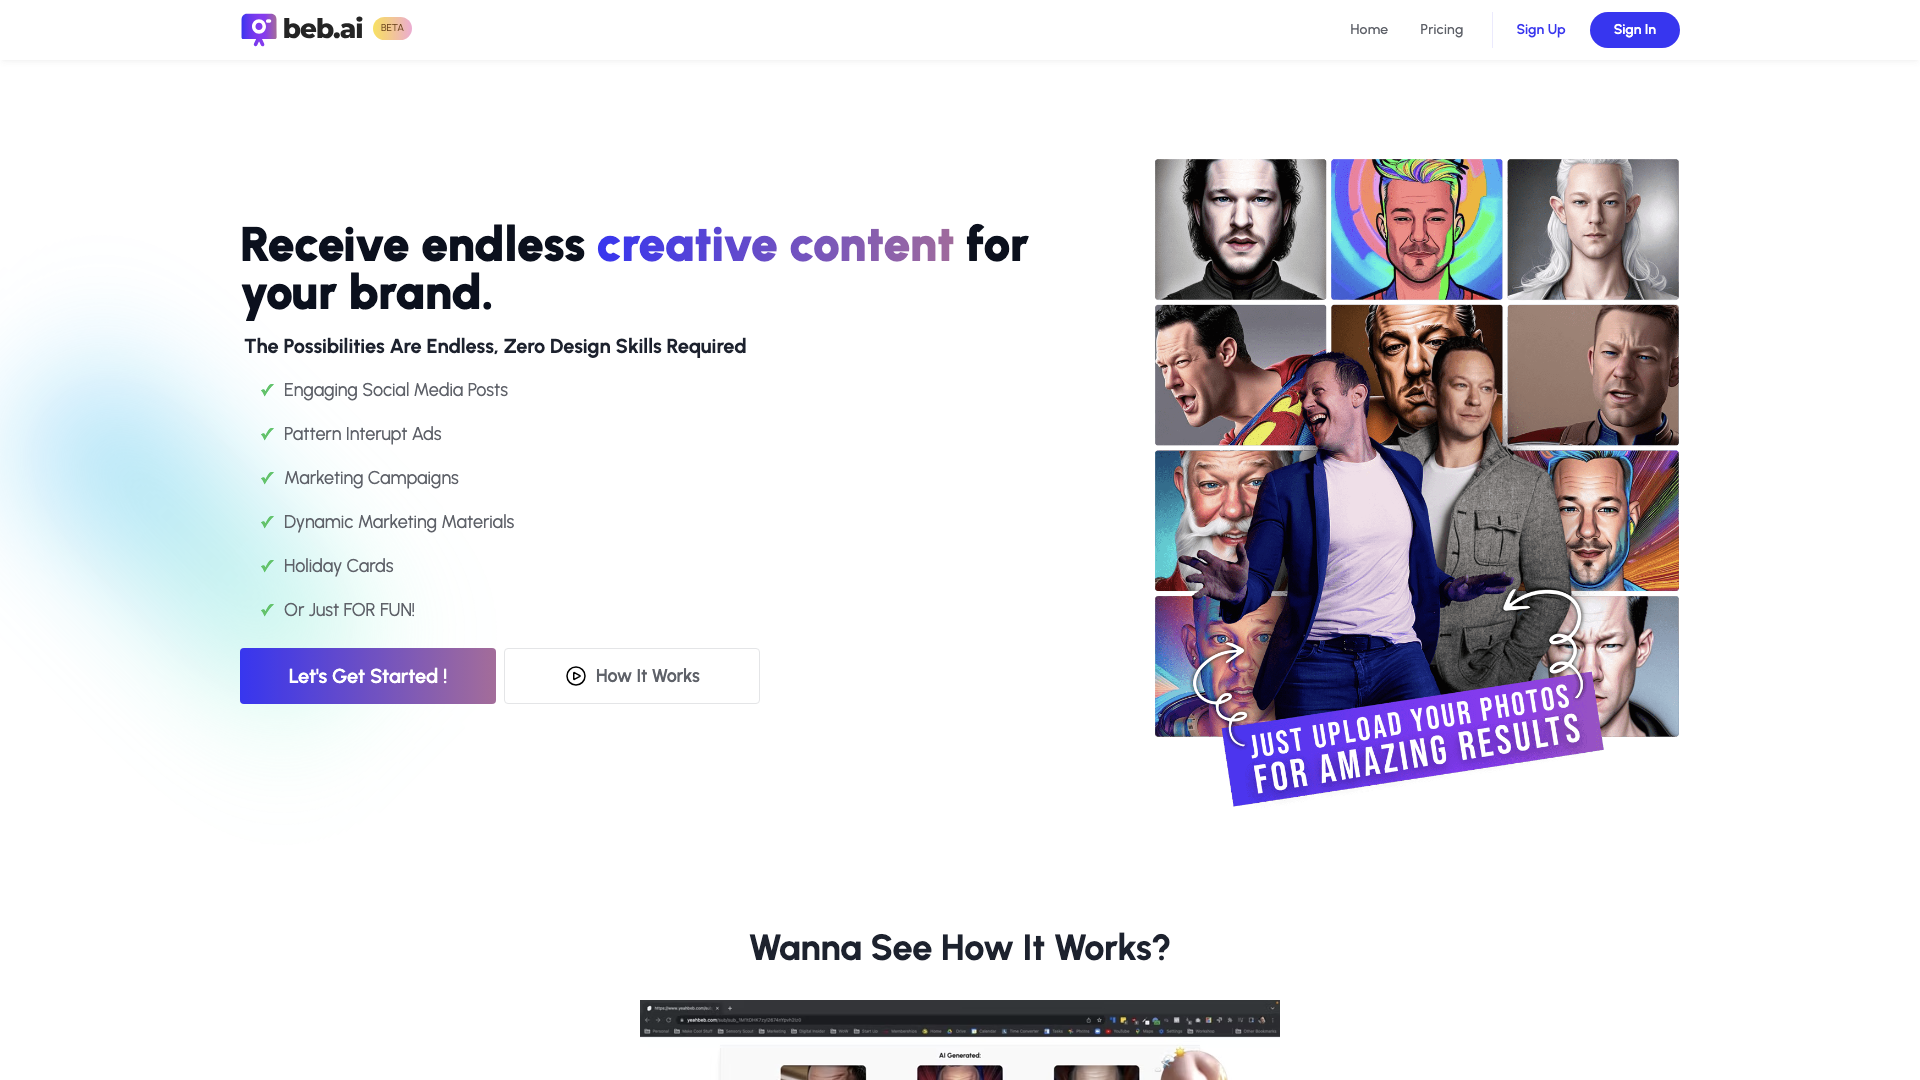 beb.ai BETA
Home Pricing Sign Up Sign In
Receive endless creative content for
your brand.
The Possibilities Are Endless, Zero Design Skills Required
✓ Engaging Social Media Posts
✓ Pattern Interupt Ads
✓ Marketing Campaigns
✓ Dynamic Marketing Materials
✓ Holiday Cards
✓ Or Just FOR FUN!
Let's Get Started !
How It Works
JUST UPLOAD YOUR PHOTOS
FOR AMAZING RESULTS
Wanna See How It Works?
AI Generated: